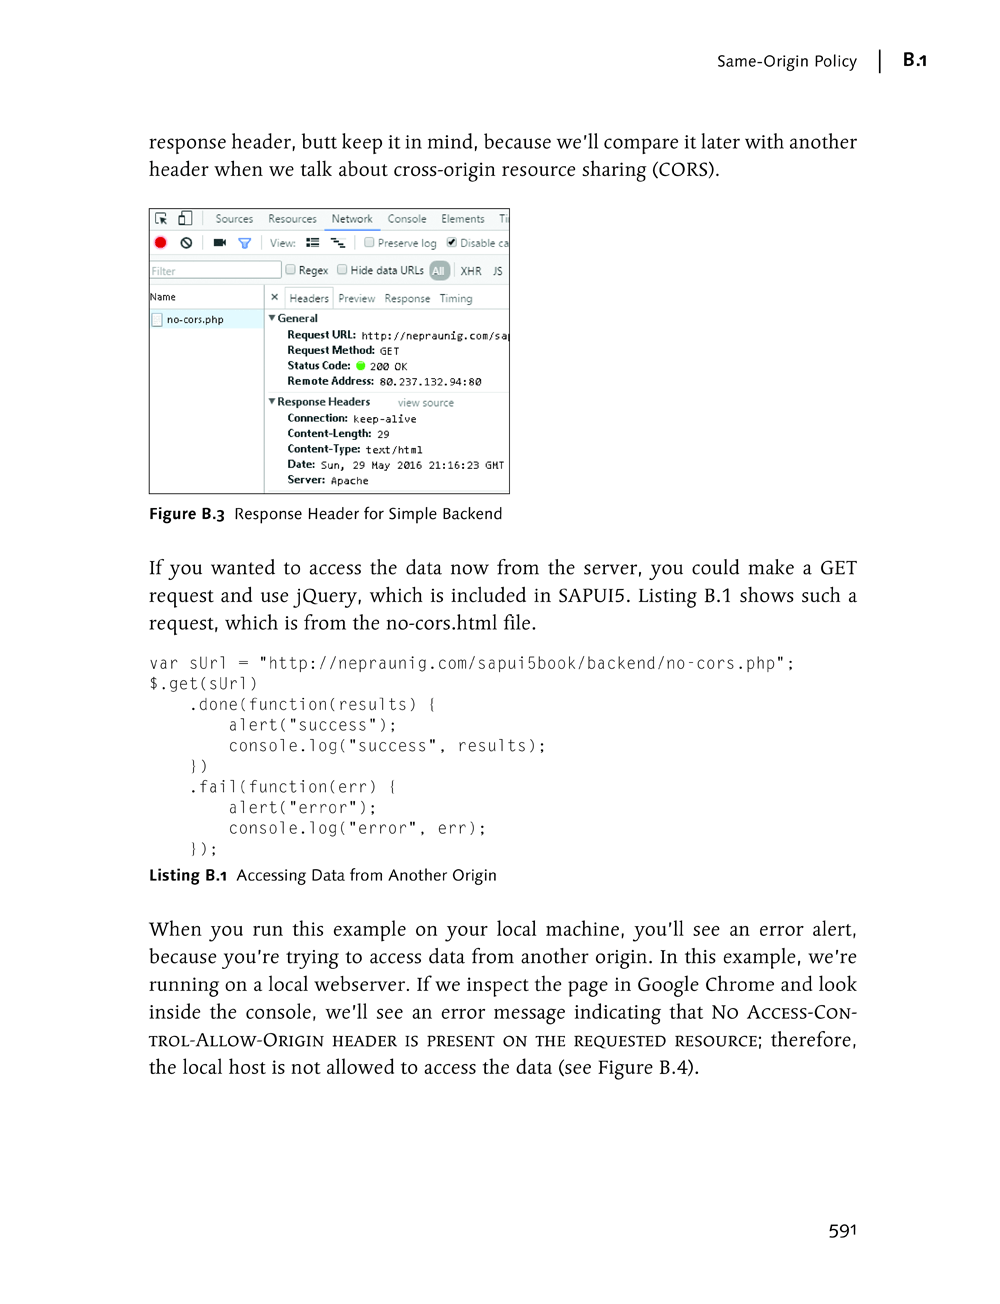 Same-Origin Policy | B.1
response header, butt keep it in mind, because we’ll compare it later with another
header when we talk about cross-origin resource sharing (CORS).
Sources Resources Network Console Elements Ti
View: Preserve log Disable ca
Filter Regex Hide data URLs All XHR JS
Name × Headers Preview Response Timing
no-cors.php
▼General
Request URL: http://nepraunig.com/sap
Request Method: GET
Status Code: 200 OK
Remote Address: 80.237.132.94:80
▼Response Headers view source
Connection: keep-alive
Content-Length: 29
Content-Type: text/html
Date: Sun, 29 May 2016 21:16:23 GMT
Server: Apache
Figure B.3 Response Header for Simple Backend
If you wanted to access the data now from the server, you could make a GET
request and use jQuery, which is included in SAPUI5. Listing B.1 shows such a
request, which is from the no-cors.html file.
var sUrl = "http://nepraunig.com/sapui5book/backend/no-cors.php";
$.get(sUrl)
    .done(function(results) {
        alert("success");
        console.log("success", results);
    })
    .fail(function(err) {
        alert("error");
        console.log("error", err);
    });
Listing B.1 Accessing Data from Another Origin
When you run this example on your local machine, you’ll see an error alert,
because you’re trying to access data from another origin. In this example, we’re
running on a local webserver. If we inspect the page in Google Chrome and look
inside the console, we’ll see an error message indicating that No Access-Con-
trol-Allow-Origin header is present on the requested resource; therefore,
the local host is not allowed to access the data (see Figure B.4).
591